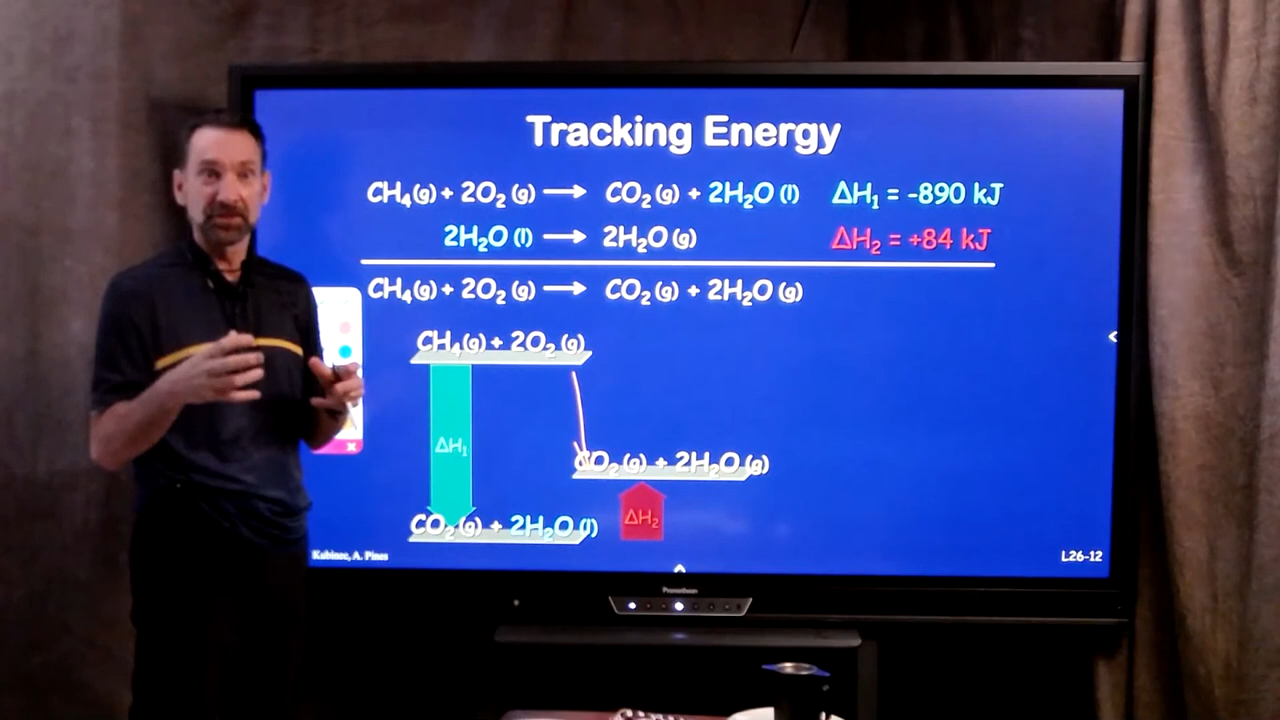 Tracking Energy
CH₄(g) + 2O₂ (g) ⟶ CO₂(g) + 2H₂O (l) ΔH₁ = -890 kJ
2H₂O (l) ⟶ 2H₂O (g) ΔH₂ = +84 kJ
CH₄(g) + 2O₂ (g) ⟶ CO₂(g) + 2H₂O (g)
CH₄(g) + 2O₂ (g)
ΔH₁
CO₂(g) + 2H₂O (g)
ΔH₂
CO₂(g) + 2H₂O (l)
Kubinec, A. Pines
L26-12
Promethean